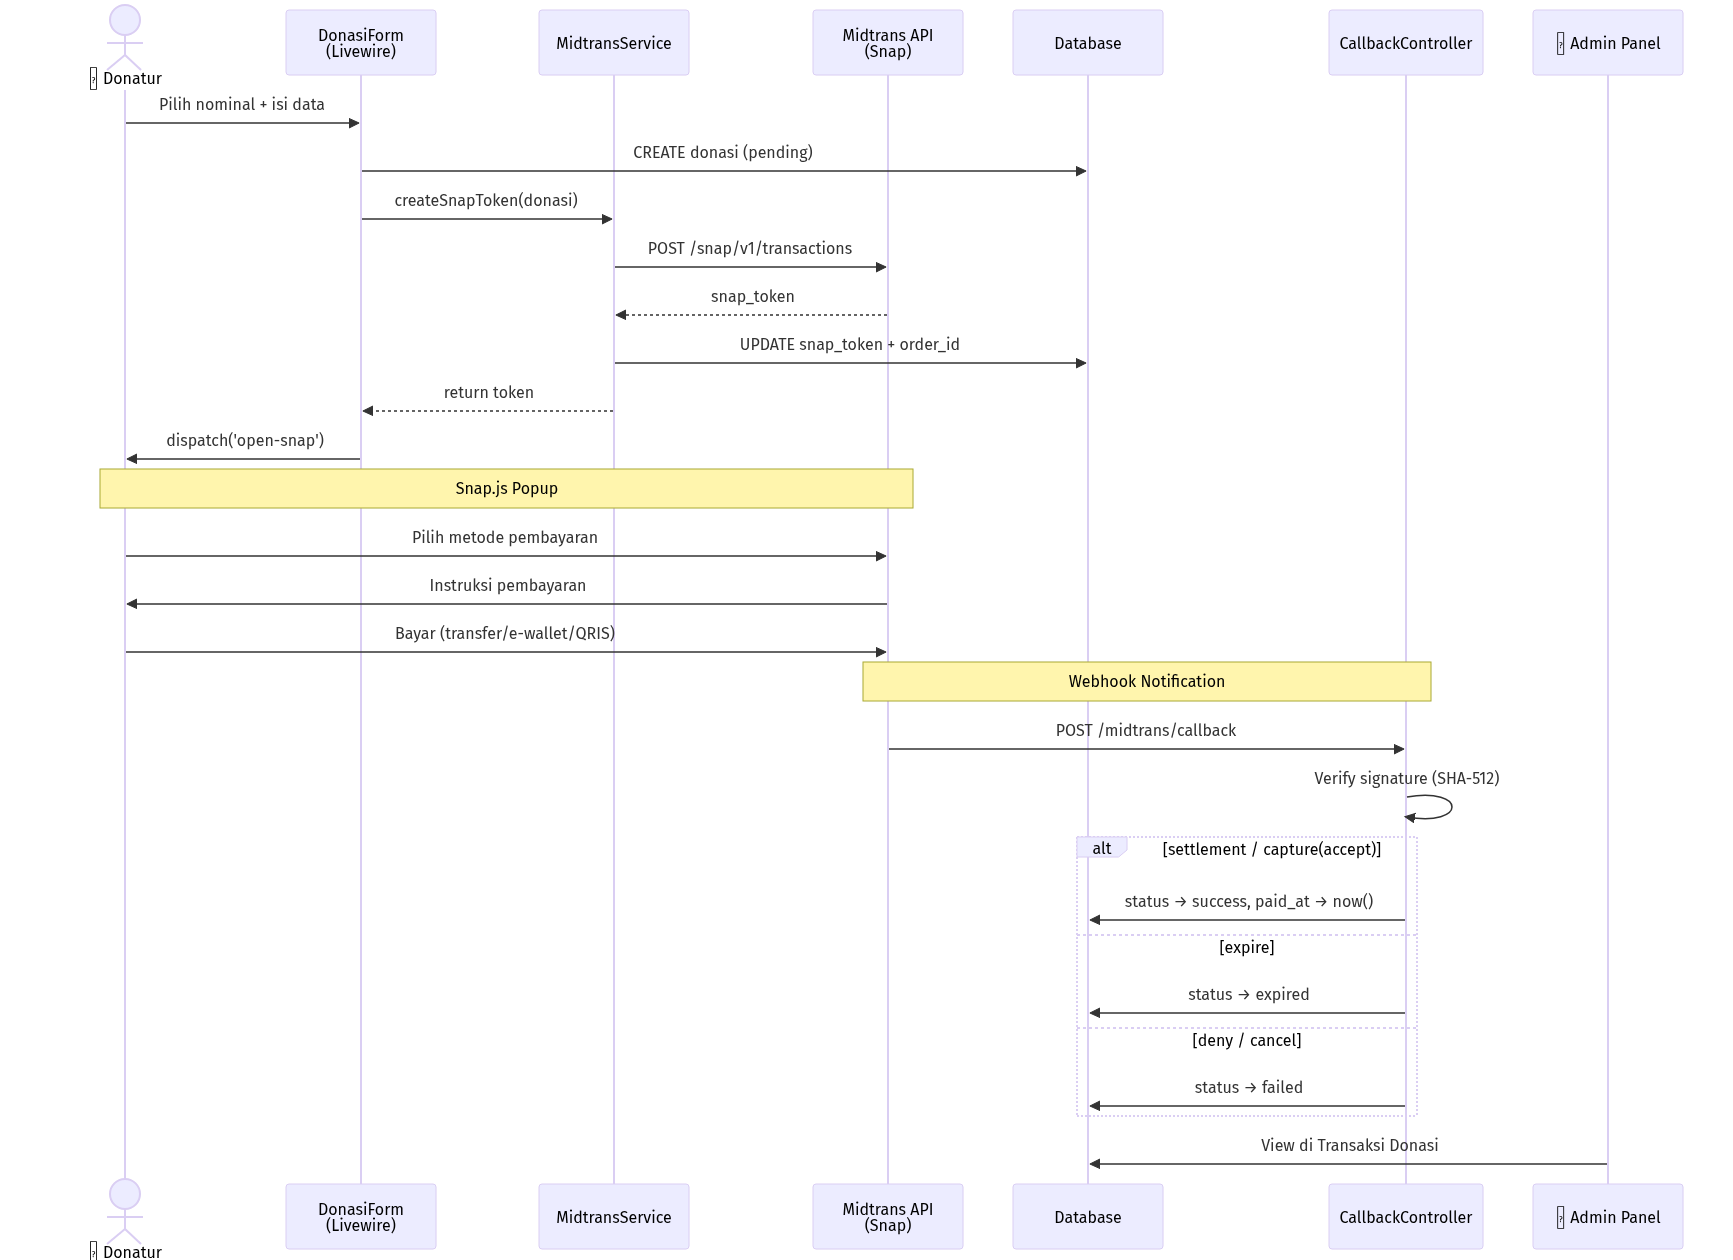 DonasiForm
(Livewire)
MidtransService
Midtrans API
(Snap)
Database
CallbackController
Admin Panel
Donatur
Pilih nominal + isi data
CREATE donasi (pending)
createSnapToken(donasi)
POST /snap/v1/transactions
snap_token
UPDATE snap_token + order_id
return token
dispatch('open-snap')
Snap.js Popup
Pilih metode pembayaran
Instruksi pembayaran
Bayar (transfer/e-wallet/QRIS)
Webhook Notification
POST /midtrans/callback
Verify signature (SHA-512)
alt
[settlement / capture(accept)]
status → success, paid_at → now()
[expire]
status → expired
[deny / cancel]
status → failed
View di Transaksi Donasi
DonasiForm
(Livewire)
MidtransService
Midtrans API
(Snap)
Database
CallbackController
Admin Panel
Donatur